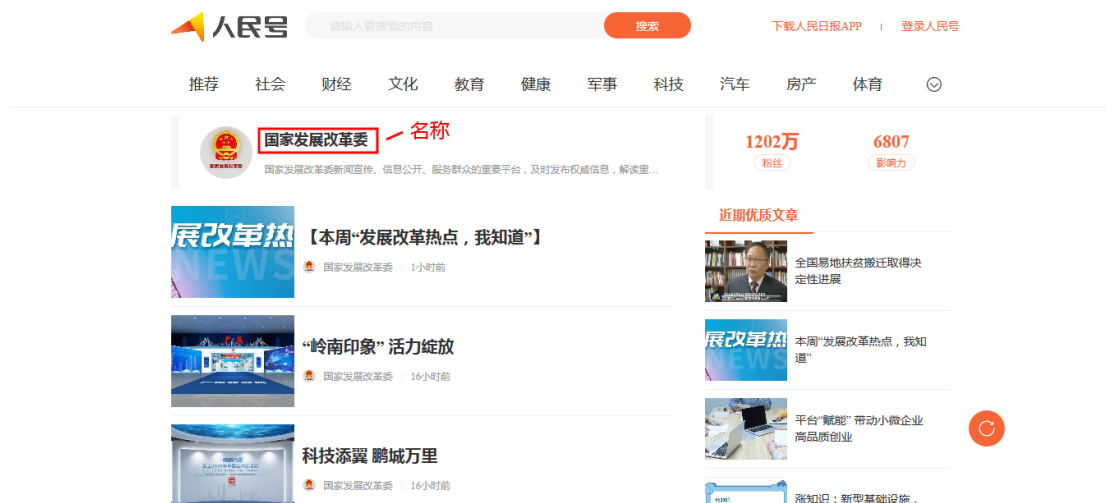 人民号
请输入要搜索的内容
搜索
下载人民日报APP
登录人民号
推荐 社会 财经 文化 教育 健康 军事 科技 汽车 房产 体育
国家发展改革委
名称
国家发展改革委新闻宣传、信息公开、服务群众的重要平台，及时发布权威信息，解读重...
1202万
粉丝
6807
影响力
展改革热
NEWS
【本周“发展改革热点，我知道”】
国家发展改革委 1小时前
“岭南印象” 活力绽放
国家发展改革委 16小时前
科技添翼 鹏城万里
国家发展改革委 16小时前
近期优质文章
全国易地扶贫搬迁取得决
定性进展
展改革热
NEWS
本周“发展改革热点，我知
道”
平台“赋能” 带动小微企业
高品质创业
涨知识：新型基础设施，